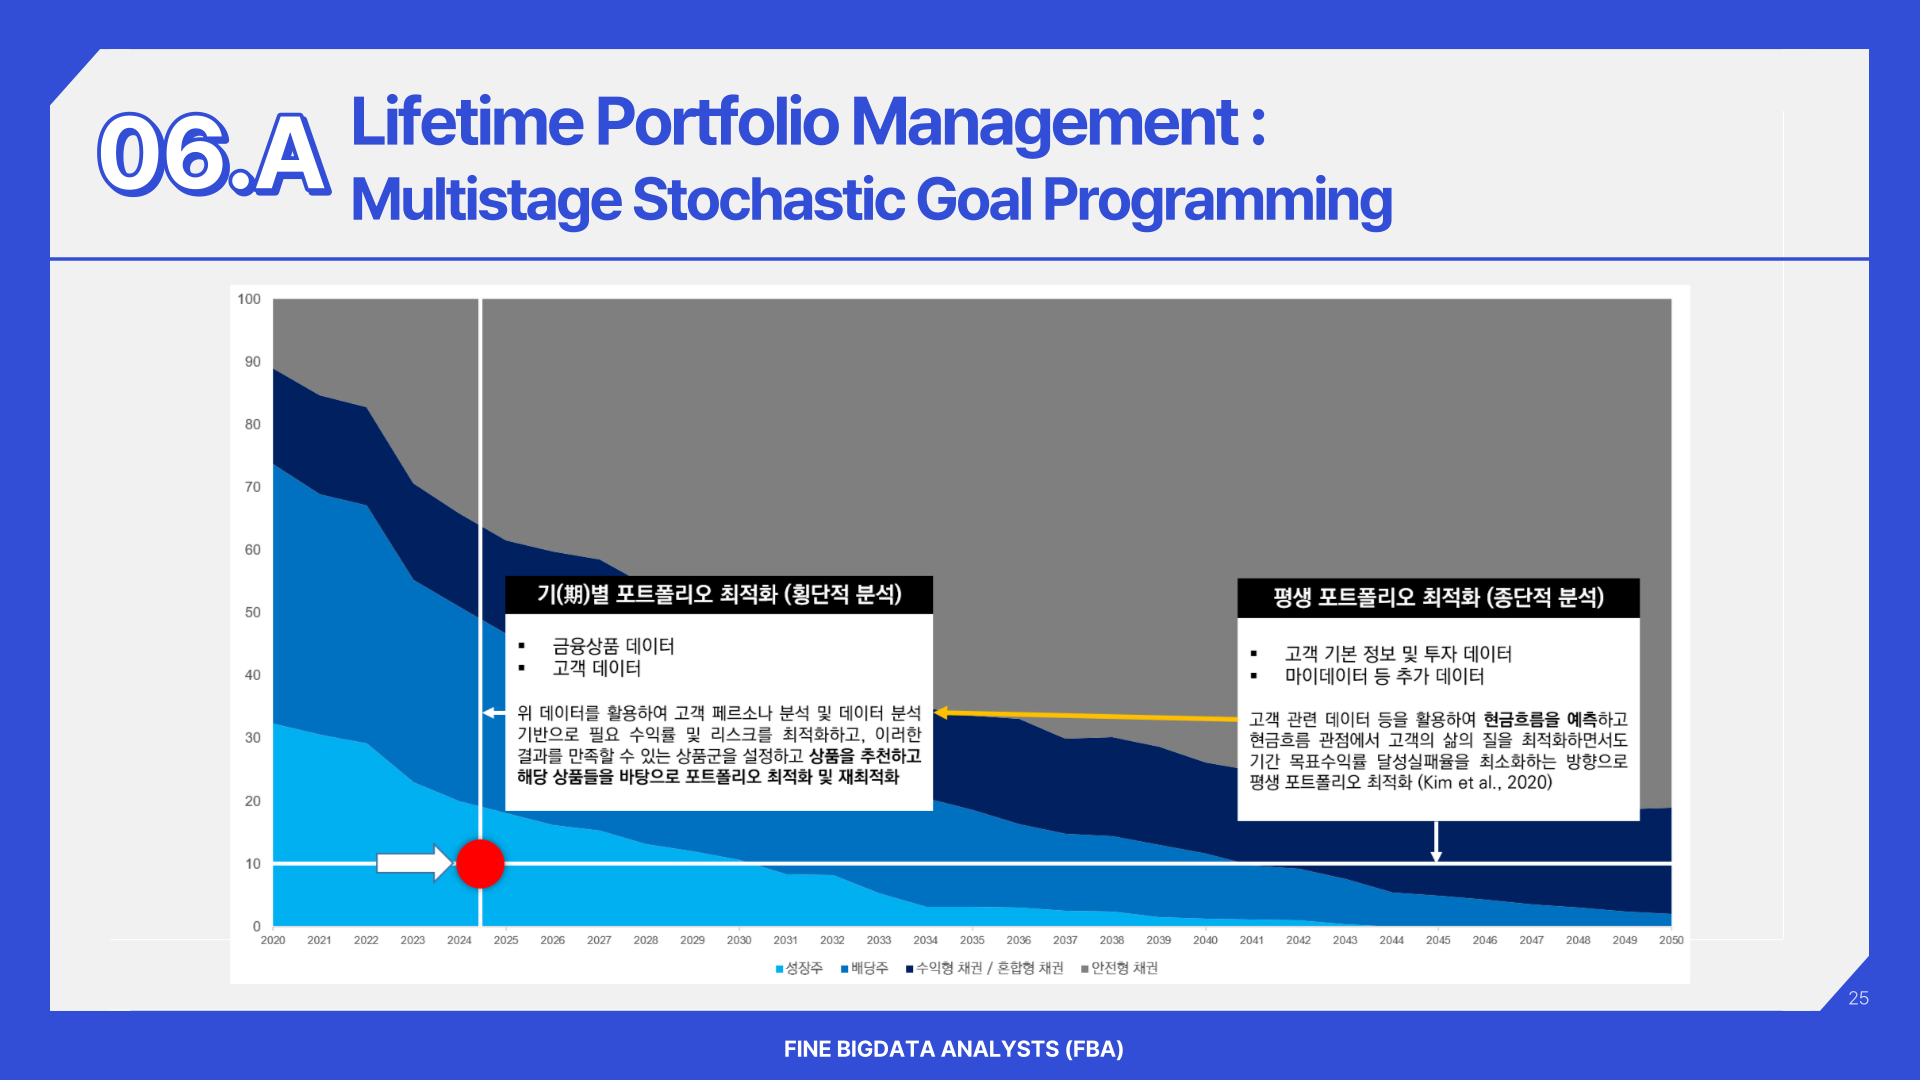 06.A
Lifetime Portfolio Management :
Multistage Stochastic Goal Programming
100
90
80
70
60
50
40
30
20
10
0
기(期)별 포트폴리오 최적화 (횡단적 분석)
▪ 금융상품 데이터
▪ 고객 데이터
위 데이터를 활용하여 고객 페르소나 분석 및 데이터 분석
기반으로 필요 수익률 및 리스크를 최적화하고, 이러한
결과를 만족할 수 있는 상품군을 설정하고 상품을 추천하고
해당 상품들을 바탕으로 포트폴리오 최적화 및 재최적화
평생 포트폴리오 최적화 (종단적 분석)
▪ 고객 기본 정보 및 투자 데이터
▪ 마이데이터 등 추가 데이터
고객 관련 데이터 등을 활용하여 현금흐름을 예측하고
현금흐름 관점에서 고객의 삶의 질을 최적화하면서도
기간 목표수익률 달성실패율을 최소화하는 방향으로
평생 포트폴리오 최적화 (Kim et al., 2020)
2020 2021 2022 2023 2024 2025 2026 2027 2028 2029 2030 2031 2032 2033 2034 2035 2036 2037 2038 2039 2040 2041 2042 2043 2044 2045 2046 2047 2048 2049 2050
성장주 배당주 수익형 채권 / 혼합형 채권 안전형 채권
25
FINE BIGDATA ANALYSTS (FBA)